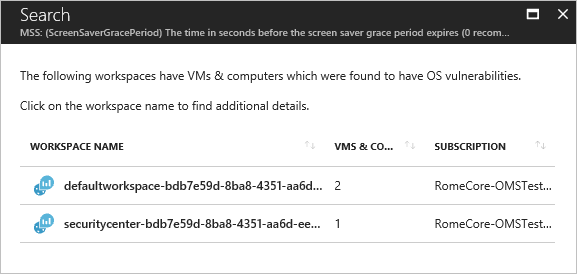 Search
MSS: (ScreenSaverGracePeriod) The time in seconds before the screen saver grace period expires (0 recom...
The following workspaces have VMs & computers which were found to have OS vulnerabilities.
Click on the workspace name to find additional details.
WORKSPACE NAME VMS & CO... SUBSCRIPTION
defaultworkspace-bdb7e59d-8ba8-4351-aa6d... 2 RomeCore-OMSTest...
securitycenter-bdb7e59d-8ba8-4351-aa6d-ee... 1 RomeCore-OMSTest...